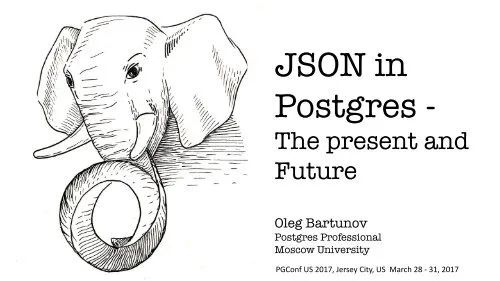 JSON in
Postgres -
The present and
Future
Oleg Bartunov
Postgres Professional
Moscow University
PGConf US 2017, Jersey City, US March 28 - 31, 2017